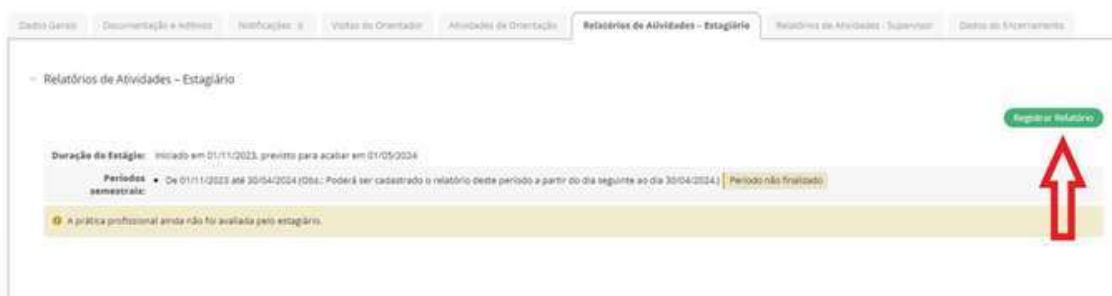 Dados Gerais Documentação e Aditivos Notificações 0 Visitas do Orientador Atividades de Orientação Relatórios de Atividades – Estagiário Relatórios de Atividades - Supervisor Dados do Encerramento
Relatórios de Atividades – Estagiário
Registrar Relatório
Duração do Estágio: Iniciado em 01/11/2023, previsto para acabar em 01/05/2024
Períodos semestrais: • De 01/11/2023 até 30/04/2024 (Obs.: Poderá ser cadastrado o relatório deste período a partir do dia seguinte ao dia 30/04/2024.) Período não finalizado
A prática profissional ainda não foi avaliada pelo estagiário.